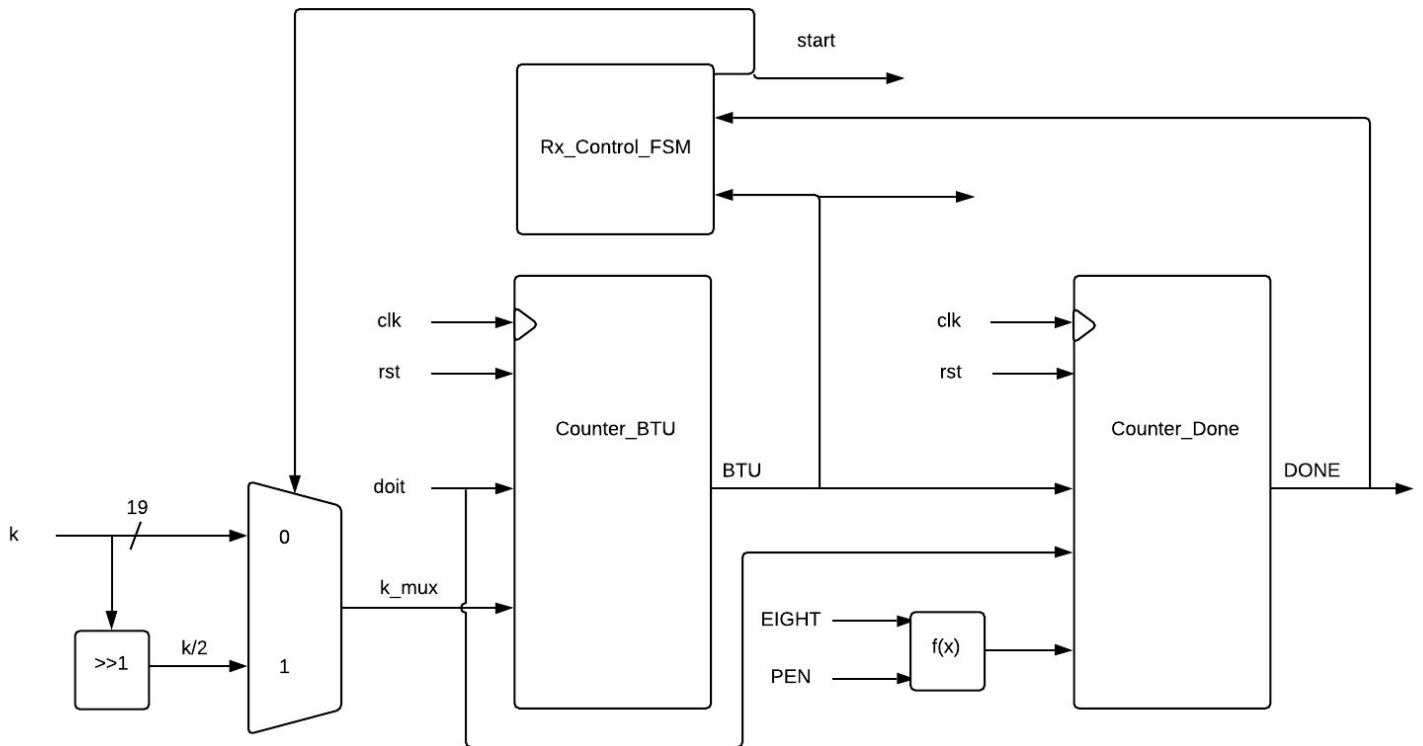 start
Rx_Control_FSM
clk
clk
rst
rst
Counter_BTU
Counter_Done
BTU
DONE
doit
19
k
0
k_mux
EIGHT
k/2
>>1
f(x)
1
PEN